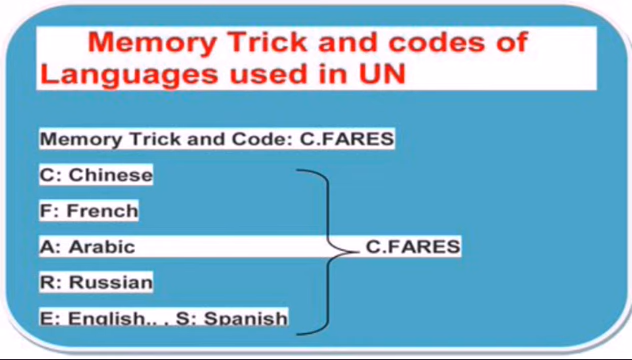 Memory Trick and codes of
Languages used in UN
Memory Trick and Code: C.FARES
C: Chinese
F: French
A: Arabic C.FARES
R: Russian
E: English.. , S: Spanish